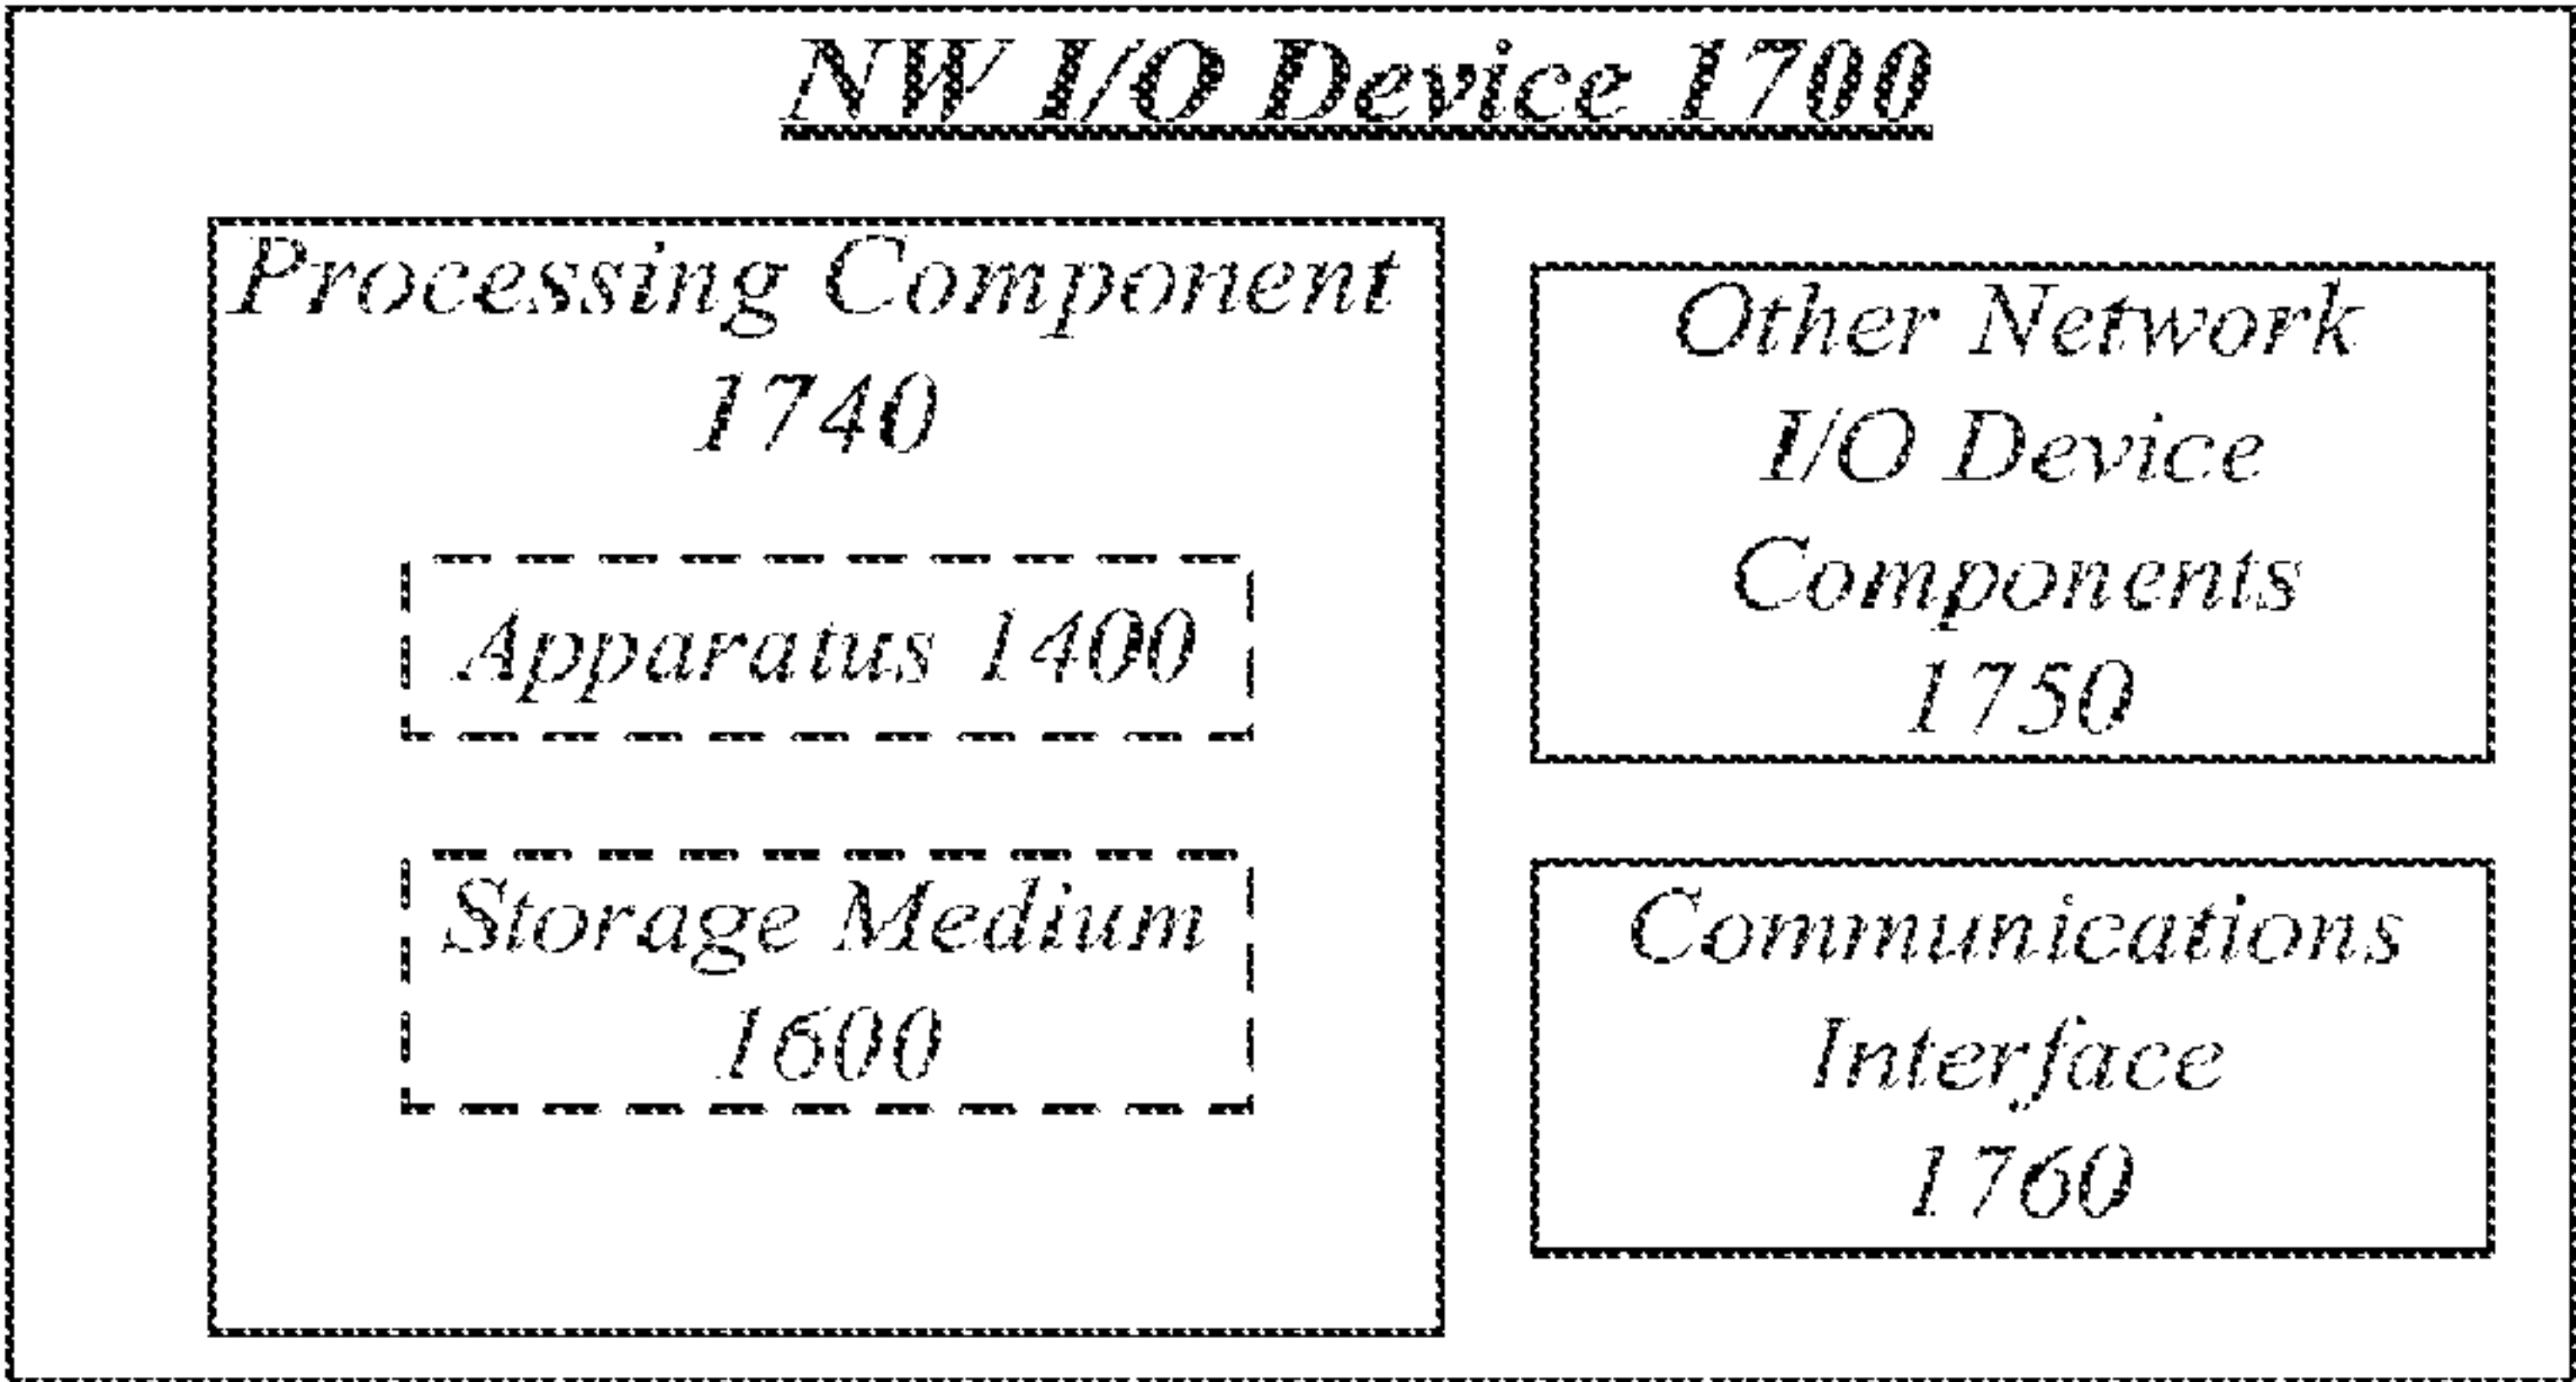 NW I/O Device 1700
Processing Component
1740
Apparatus 1400
Storage Medium
1600
Other Network
I/O Device
Components
1750
Communications
Interface
1760